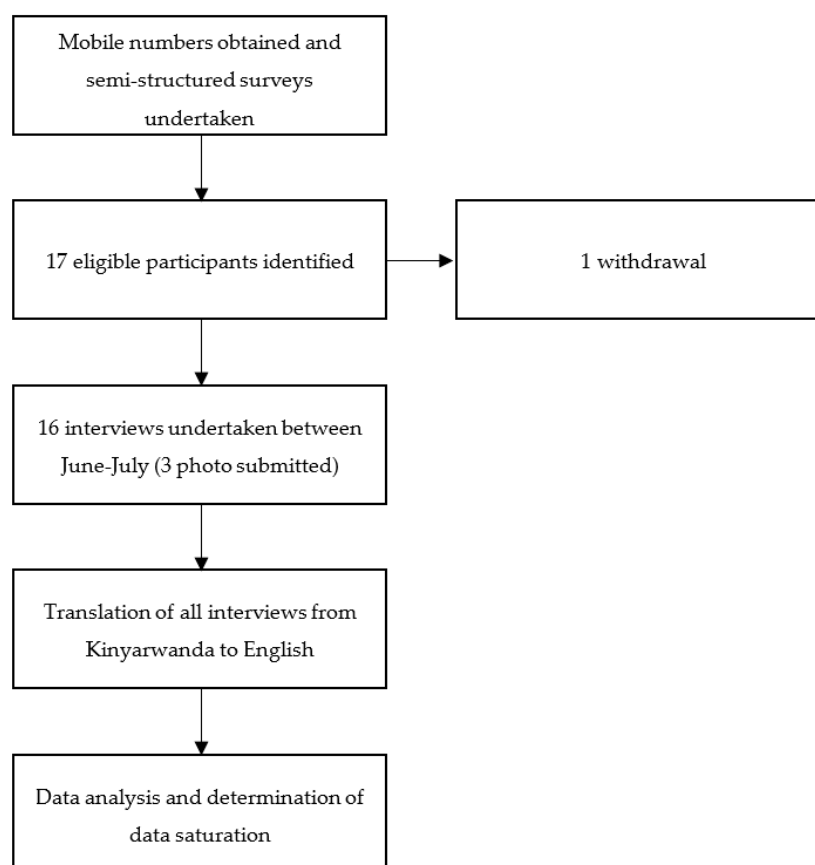 Mobile numbers obtained and
semi-structured surveys
undertaken
17 eligible participants identified
1 withdrawal
16 interviews undertaken between
June-July (3 photo submitted)
Translation of all interviews from
Kinyarwanda to English
Data analysis and determination of
data saturation